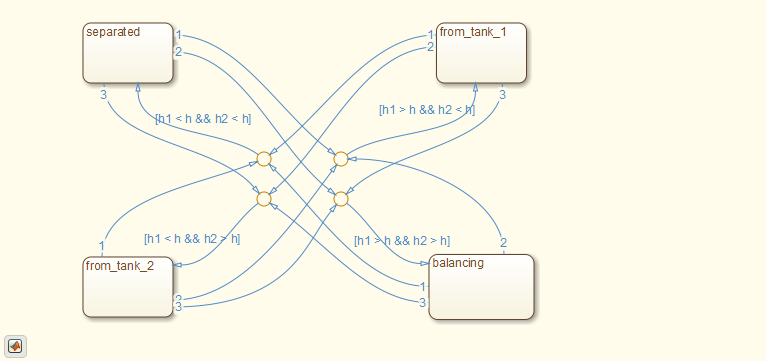 separated
1
2
3
from_tank_1
1
2
3
[h1 < h && h2 < h]
[h1 > h && h2 < h]
[h1 < h && h2 > h]
[h1 > h && h2 > h]
from_tank_2
1
2
3
balancing
2
1
3